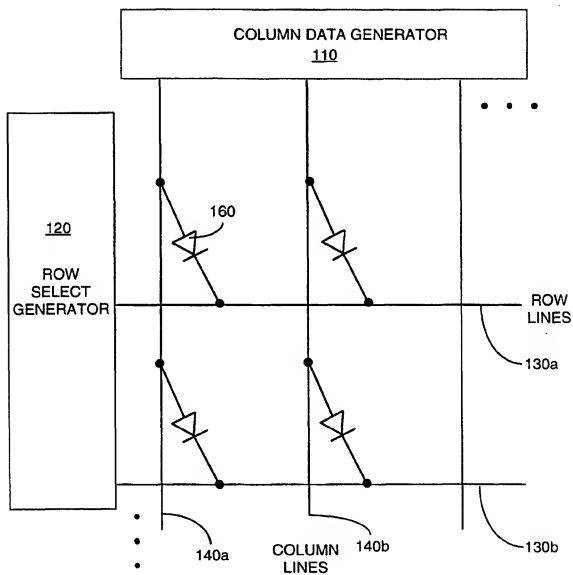 COLUMN DATA GENERATOR
110
120
ROW
SELECT
GENERATOR
160
ROW
LINES
130a
140a
COLUMN
LINES
140b
130b